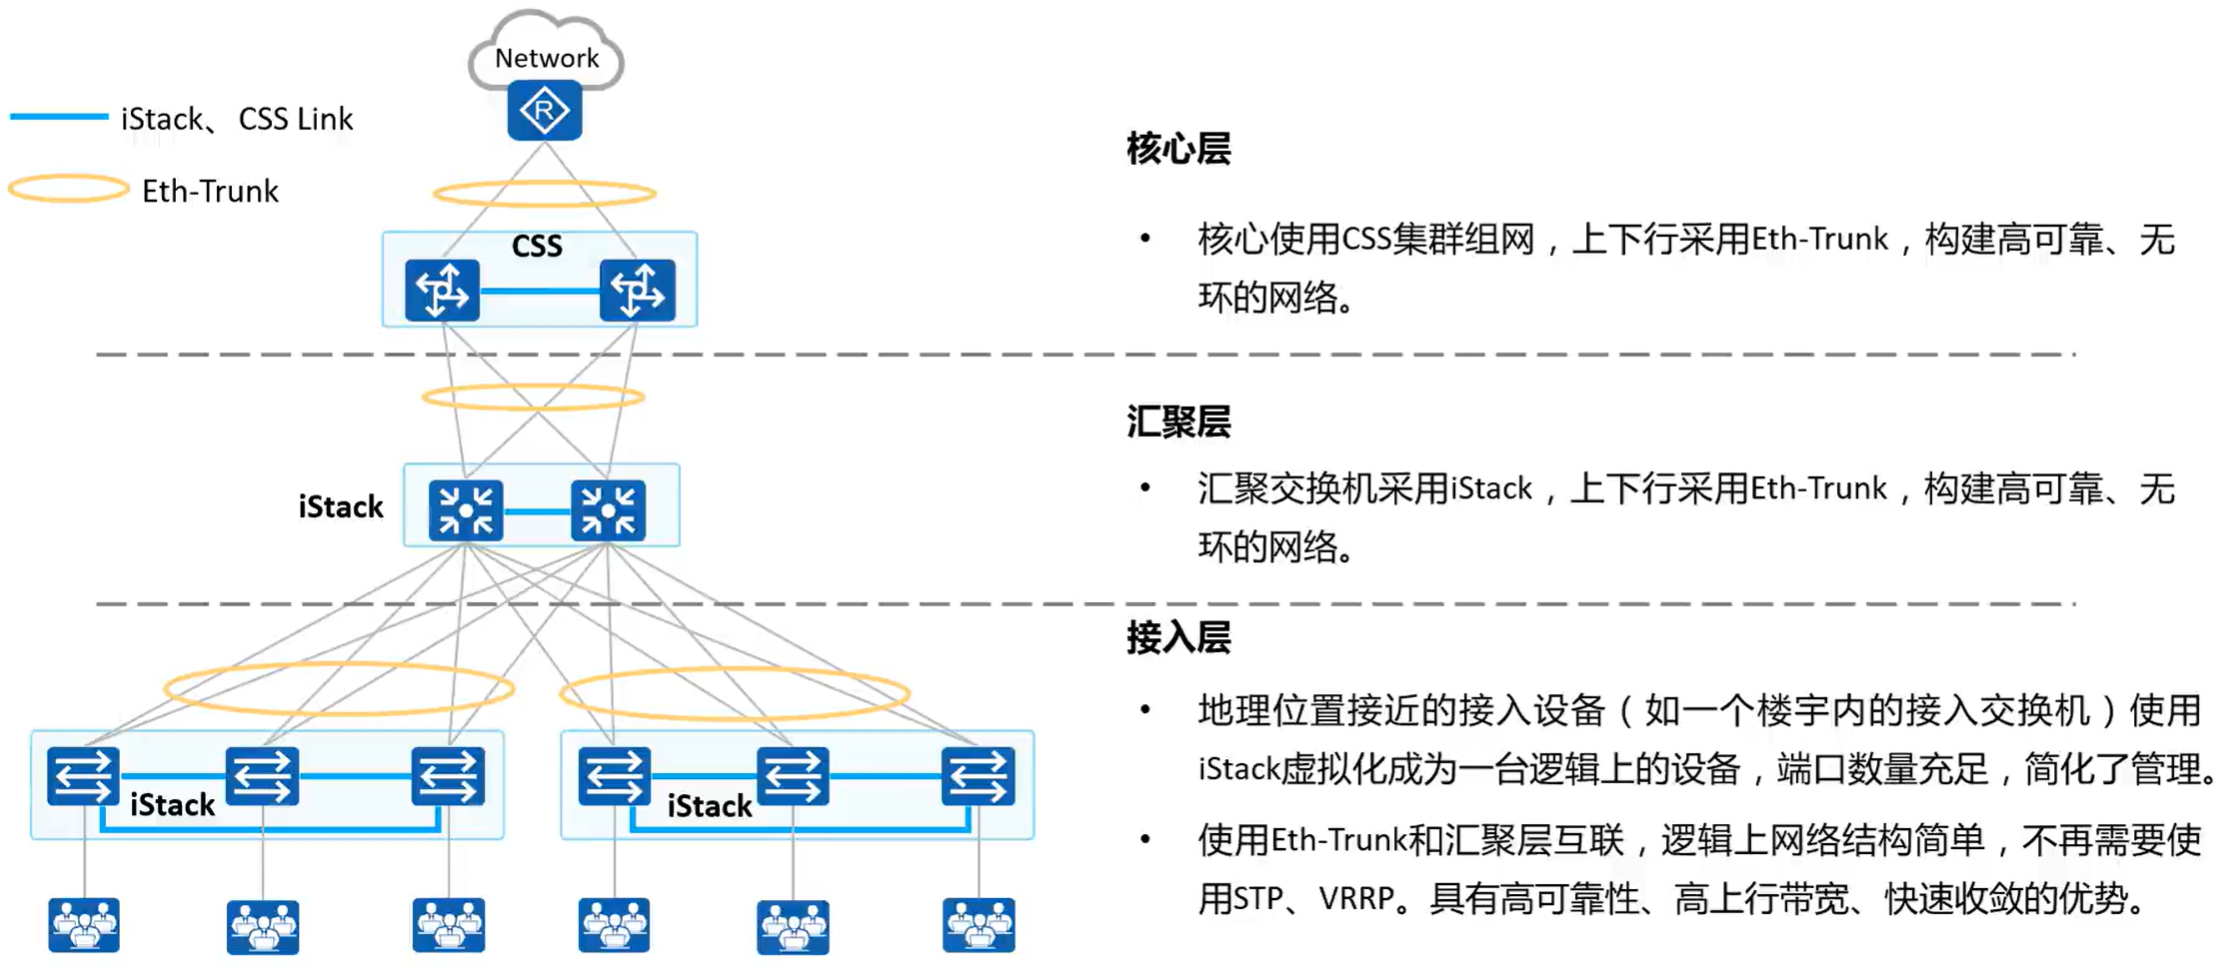 Network
R
iStack、CSS Link
Eth-Trunk
CSS
iStack
iStack
iStack
核心层
• 核心使用CSS集群组网，上下行采用Eth-Trunk，构建高可靠、无
环的网络。
汇聚层
• 汇聚交换机采用iStack，上下行采用Eth-Trunk，构建高可靠、无
环的网络。
接入层
• 地理位置接近的接入设备（如一个楼宇内的接入交换机）使用
iStack虚拟化成为一台逻辑上的设备，端口数量充足，简化了管理。
• 使用Eth-Trunk和汇聚层互联，逻辑上网络结构简单，不再需要使
用STP、VRRP。具有高可靠性、高上行带宽、快速收敛的优势。